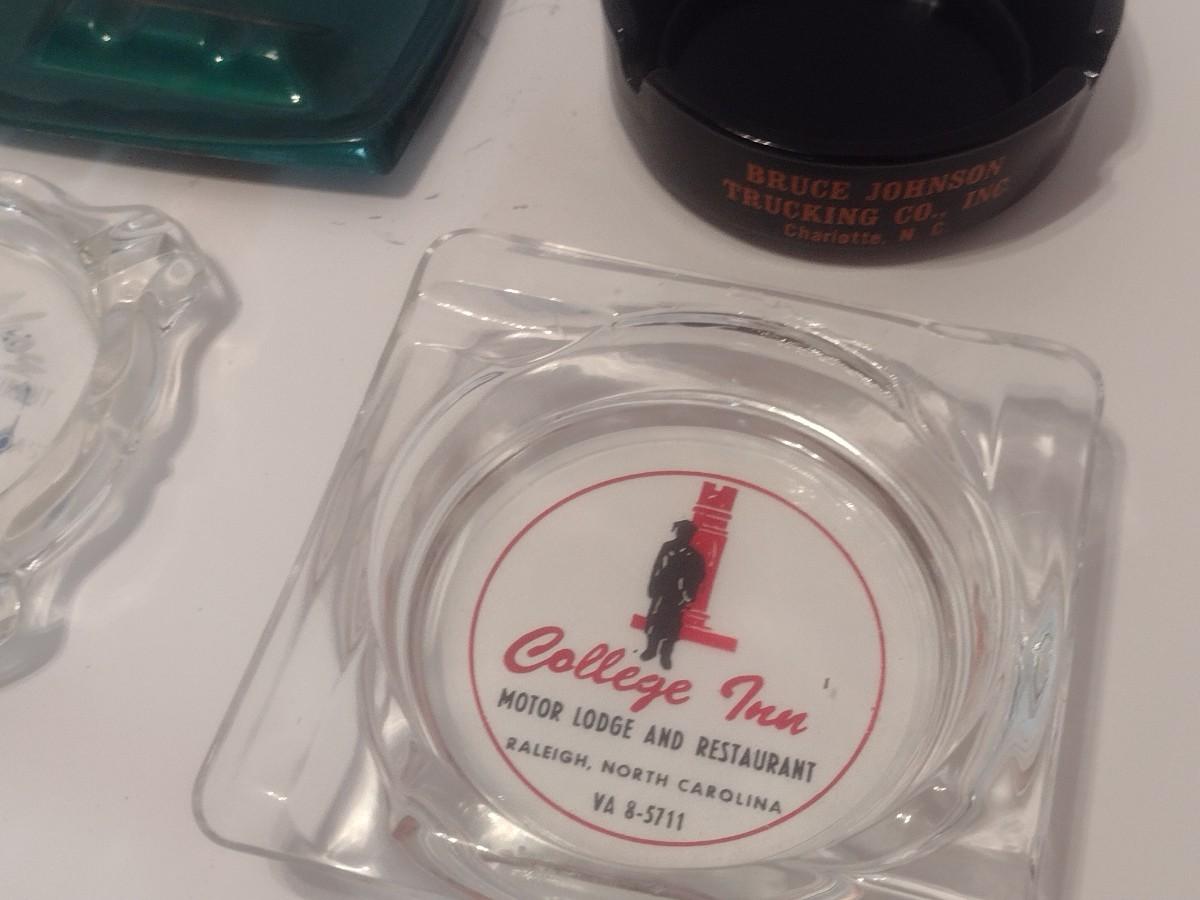 BRUCE JOHNSON
TRUCKING CO., INC.
Charlotte, N. C.
College Inn
MOTOR LODGE AND RESTAURANT
RALEIGH, NORTH CAROLINA
VA 8-5711